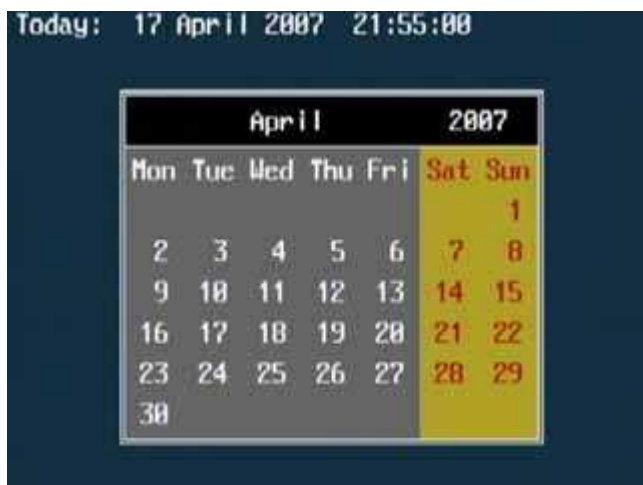 Today: 17 April 2007 21:55:00
April 2007
Mon Tue Wed Thu Fri Sat Sun
1
2 3 4 5 6 7 8
9 10 11 12 13 14 15
16 17 18 19 20 21 22
23 24 25 26 27 28 29
30